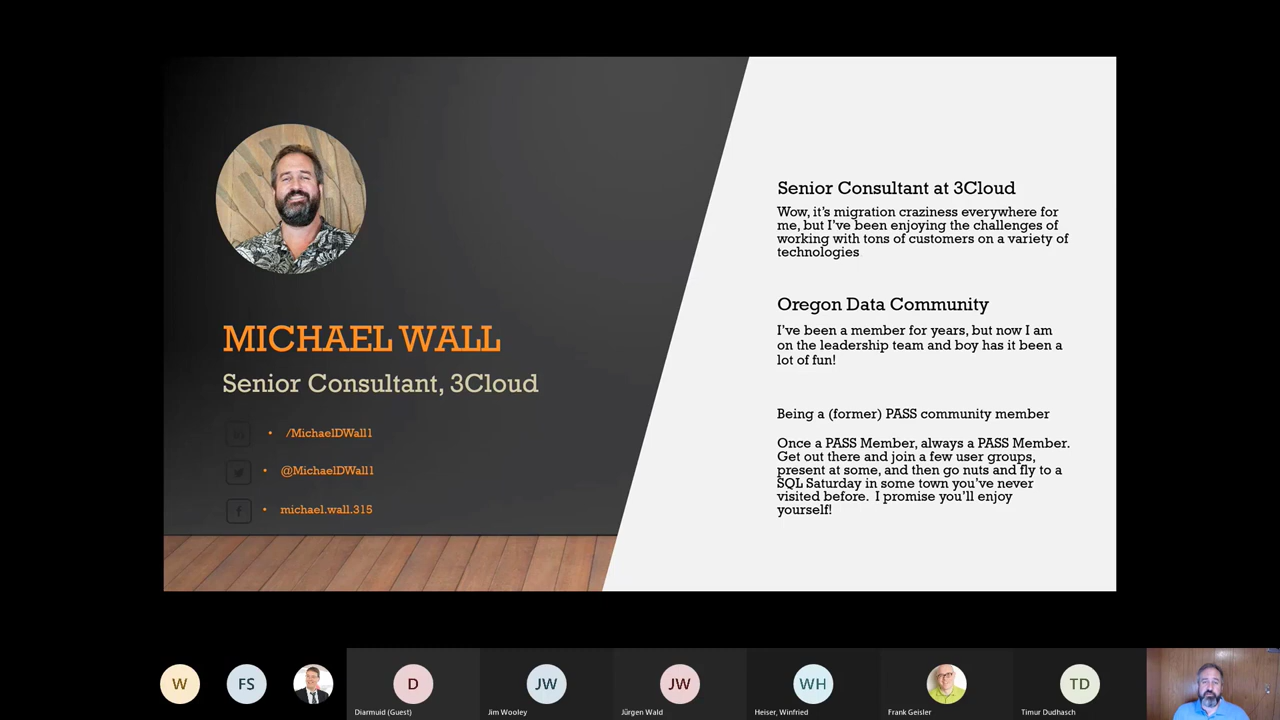 MICHAEL WALL
Senior Consultant, 3Cloud
• /MichaelDWall1
• @MichaelDWall1
• michael.wall.315
Senior Consultant at 3Cloud
Wow, it's migration craziness everywhere for
me, but I've been enjoying the challenges of
working with tons of customers on a variety of
technologies
Oregon Data Community
I've been a member for years, but now I am
on the leadership team and boy has it been a
lot of fun!
Being a (former) PASS community member
Once a PASS Member, always a PASS Member.
Get out there and join a few user groups,
present at some, and then go nuts and fly to a
SQL Saturday in some town you've never
visited before. I promise you'll enjoy
yourself!
W
FS
D
JW
JW
WH
TD
Diarmuid (Guest)
Jim Wooley
Jürgen Wald
Heiser, Winfried
Frank Geisler
Timur Dudhasch